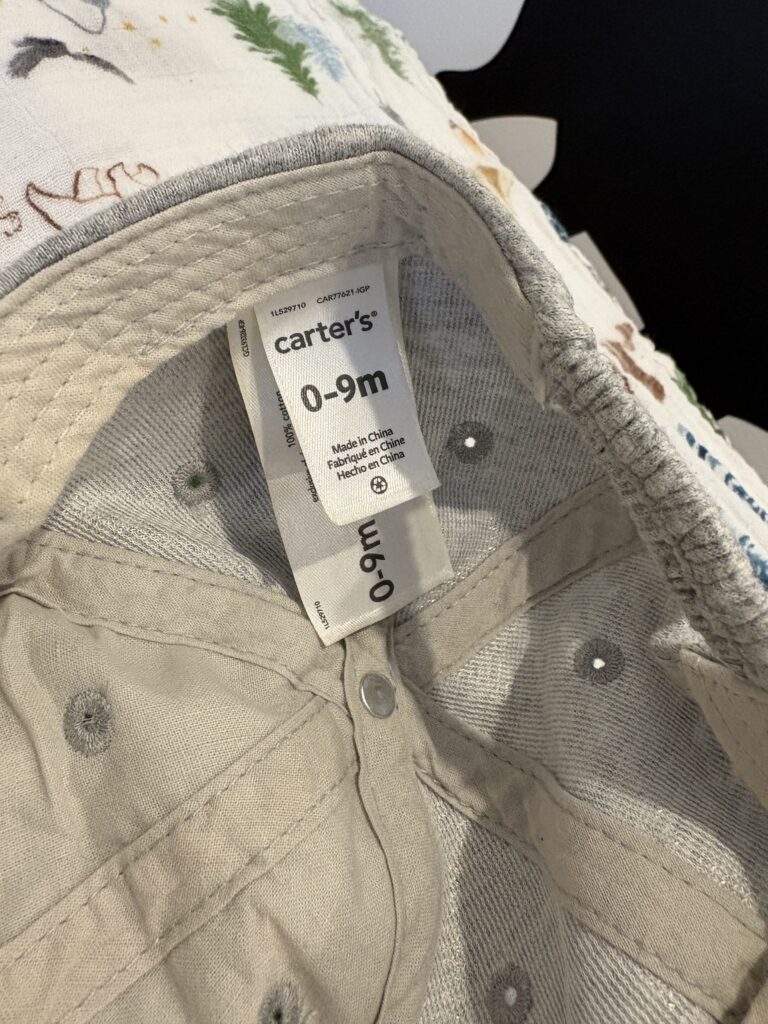 1L529710 CAR77621-IGP
carter's®
0-9m
Made in China
Fabriqué en Chine
Hecho en China
100% cotton
0-9m
1L529710